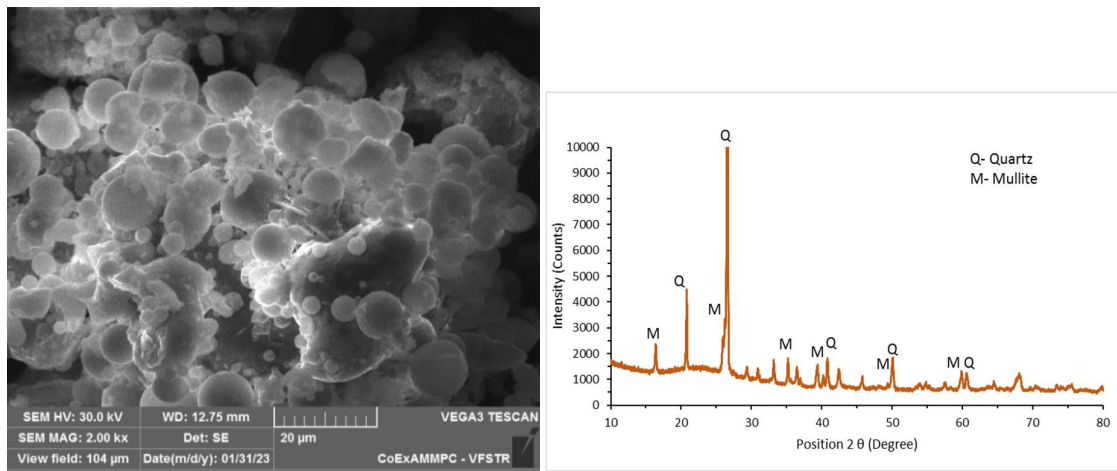 SEM HV: 30.0 kV WD: 12.75 mm VEGA3 TESCAN
SEM MAG: 2.00 kx Det: SE 20 µm
View field: 104 µm Date(m/d/y): 01/31/23 CoExAMMPC - VFSTR
Q- Quartz
M- Mullite
Intensity (Counts)
10000
9000
8000
7000
6000
5000
4000
3000
2000
1000
0
Q
Q
M
M
M
M
Q
M
Q
M
Q
10 20 30 40 50 60 70 80
Position 2 θ (Degree)